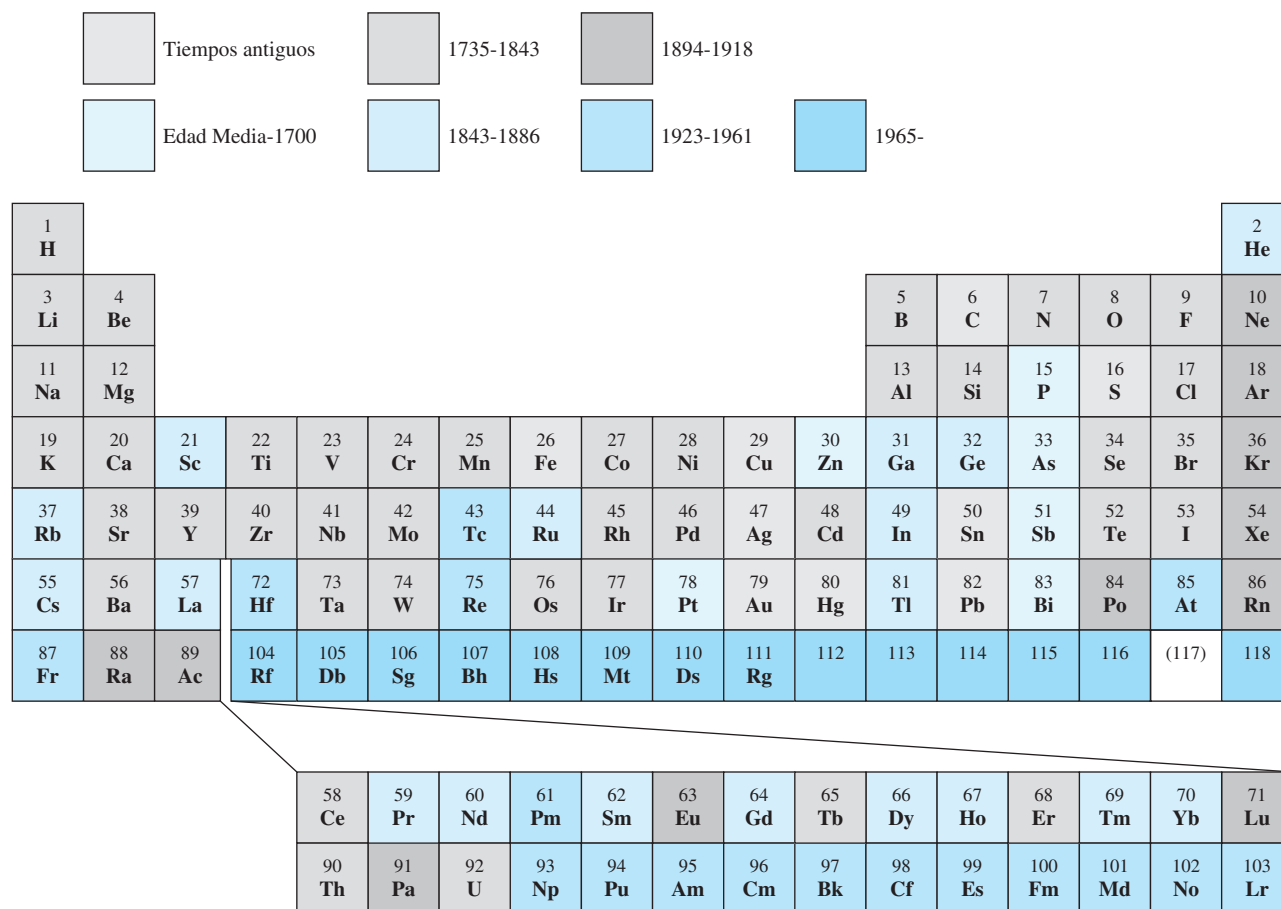 Tiempos antiguos 1735-1843 1894-1918
Edad Media-1700 1843-1886 1923-1961 1965-
1 2
H He
3 4 5 6 7 8 9 10
Li Be B C N O F Ne
11 12 13 14 15 16 17 18
Na Mg Al Si P S Cl Ar
19 20 21 22 23 24 25 26 27 28 29 30 31 32 33 34 35 36
K Ca Sc Ti V Cr Mn Fe Co Ni Cu Zn Ga Ge As Se Br Kr
37 38 39 40 41 42 43 44 45 46 47 48 49 50 51 52 53 54
Rb Sr Y Zr Nb Mo Tc Ru Rh Pd Ag Cd In Sn Sb Te I Xe
55 56 57 72 73 74 75 76 77 78 79 80 81 82 83 84 85 86
Cs Ba La Hf Ta W Re Os Ir Pt Au Hg Tl Pb Bi Po At Rn
87 88 89 104 105 106 107 108 109 110 111 112 113 114 115 116 (117) 118
Fr Ra Ac Rf Db Sg Bh Hs Mt Ds Rg
58 59 60 61 62 63 64 65 66 67 68 69 70 71
Ce Pr Nd Pm Sm Eu Gd Tb Dy Ho Er Tm Yb Lu
90 91 92 93 94 95 96 97 98 99 100 101 102 103
Th Pa U Np Pu Am Cm Bk Cf Es Fm Md No Lr